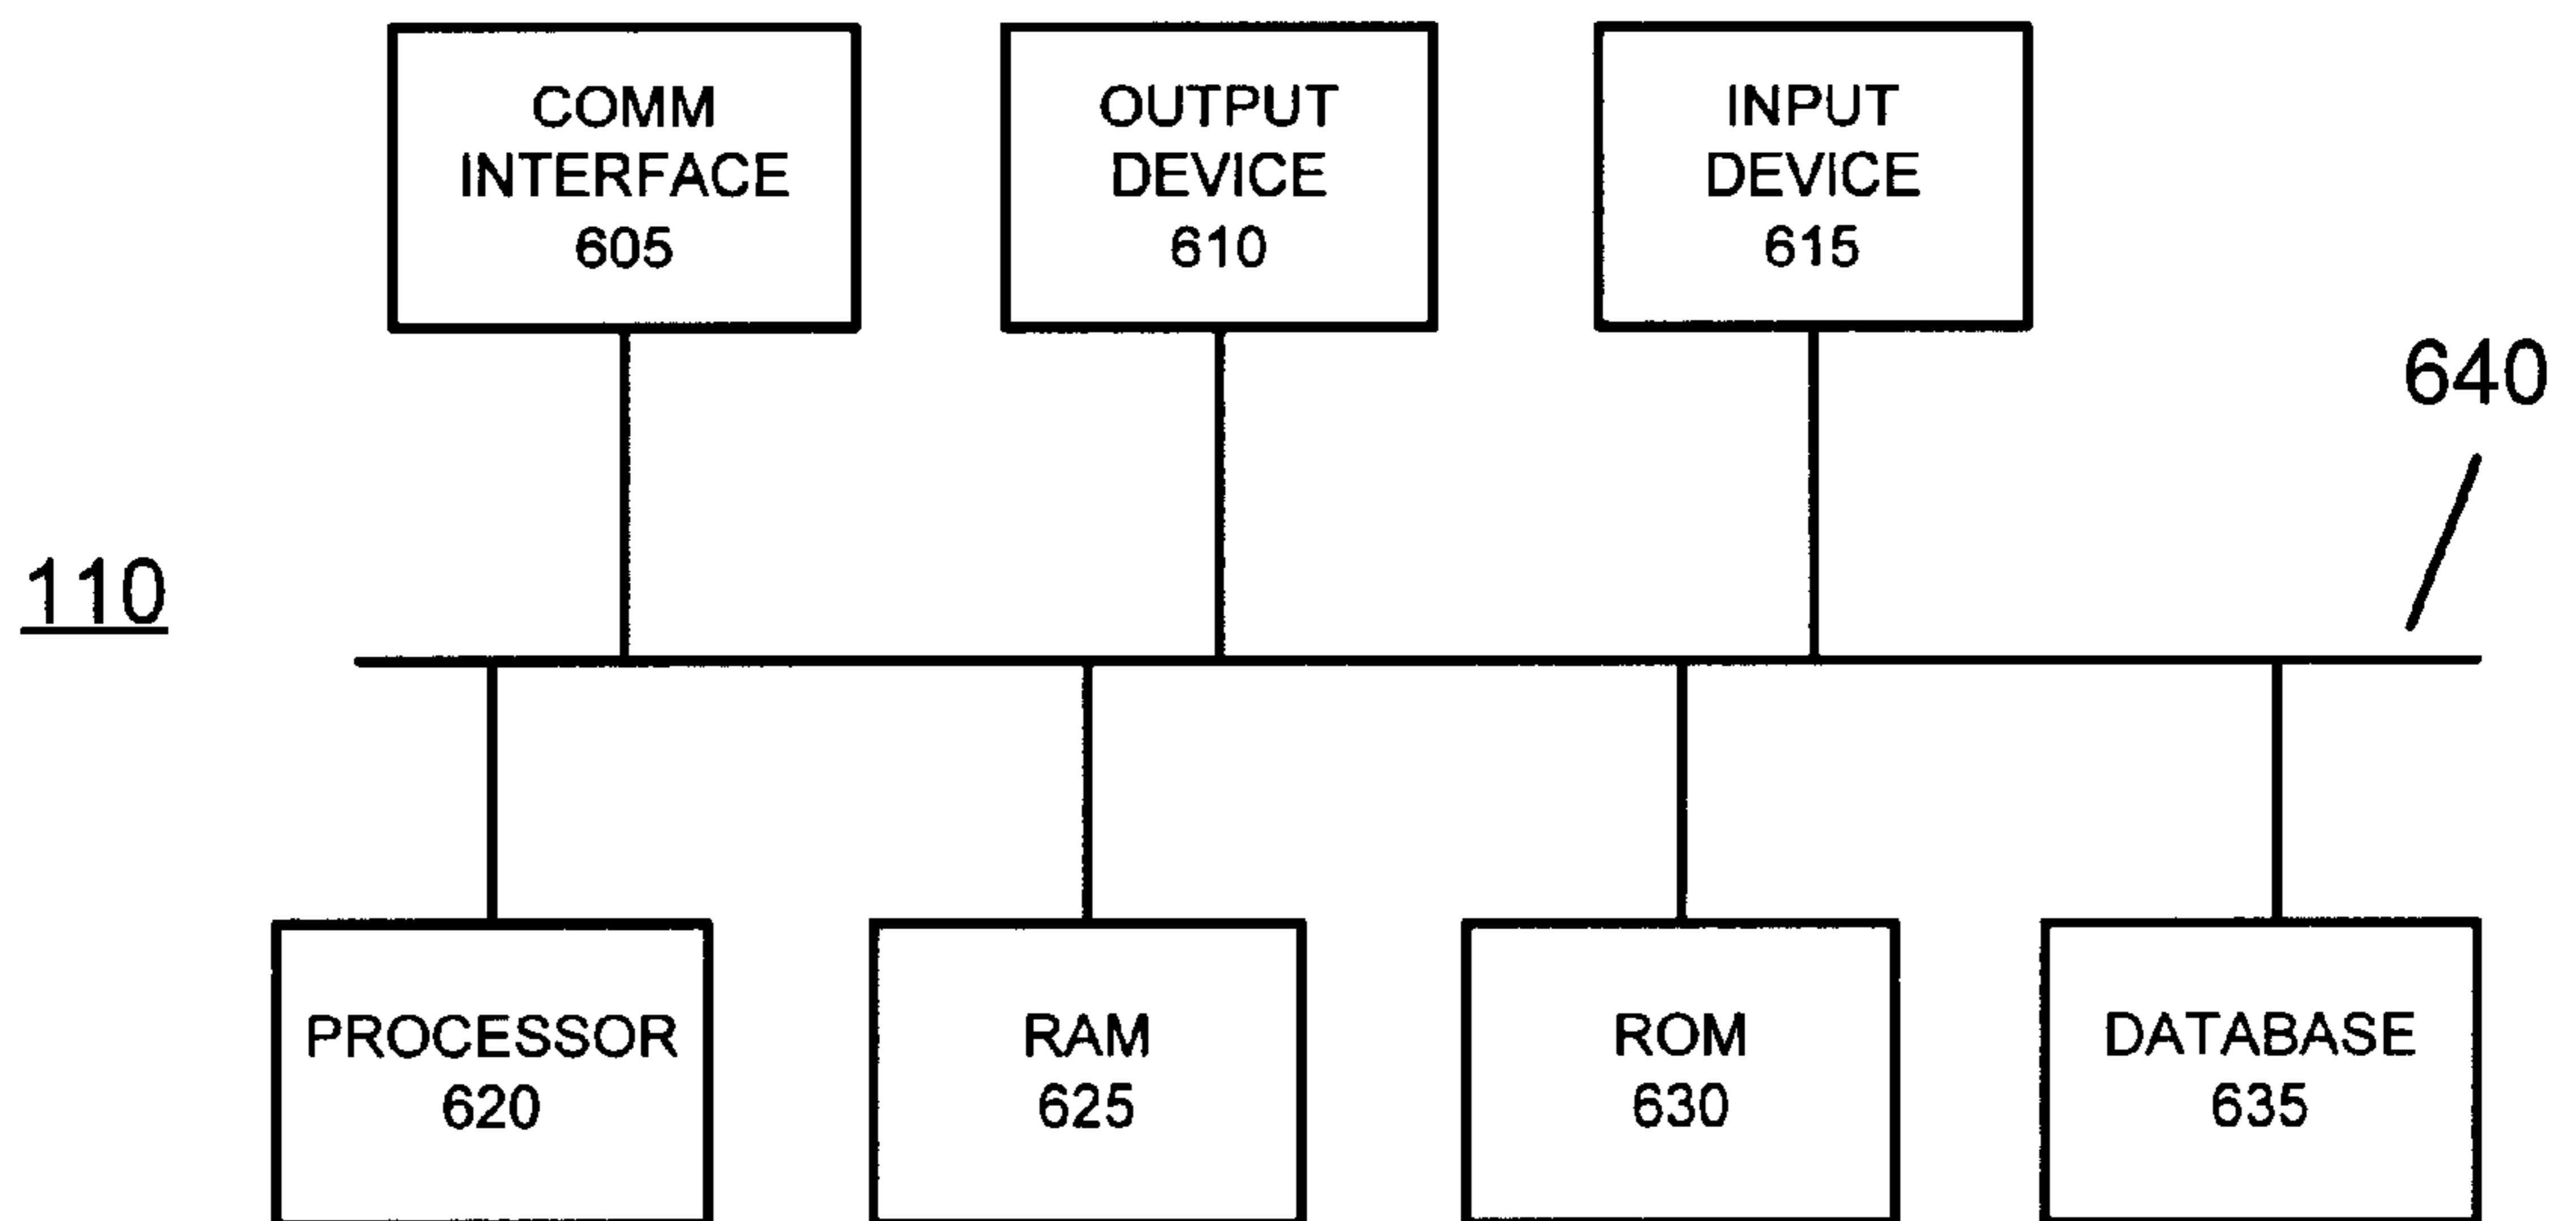 COMM
INTERFACE
605
OUTPUT
DEVICE
610
INPUT
DEVICE
615
640
110
PROCESSOR
620
RAM
625
ROM
630
DATABASE
635